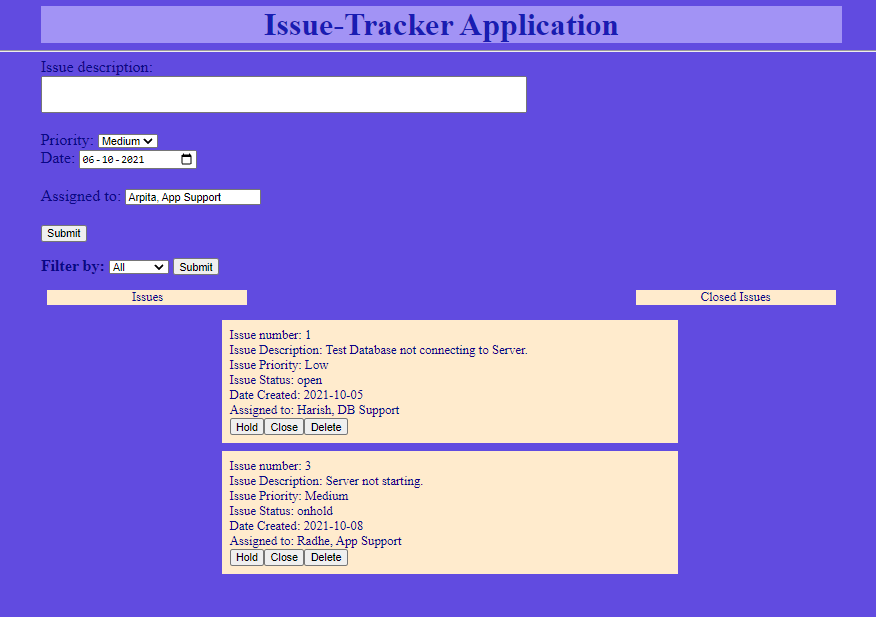 Issue-Tracker Application
Issue description:
Priority: Medium
Date: 06-10-2021
Assigned to: Arpita, App Support
Submit
Filter by: All Submit
Issues Closed Issues
Issue number: 1
Issue Description: Test Database not connecting to Server.
Issue Priority: Low
Issue Status: open
Date Created: 2021-10-05
Assigned to: Harish, DB Support
Hold Close Delete
Issue number: 3
Issue Description: Server not starting.
Issue Priority: Medium
Issue Status: onhold
Date Created: 2021-10-08
Assigned to: Radhe, App Support
Hold Close Delete